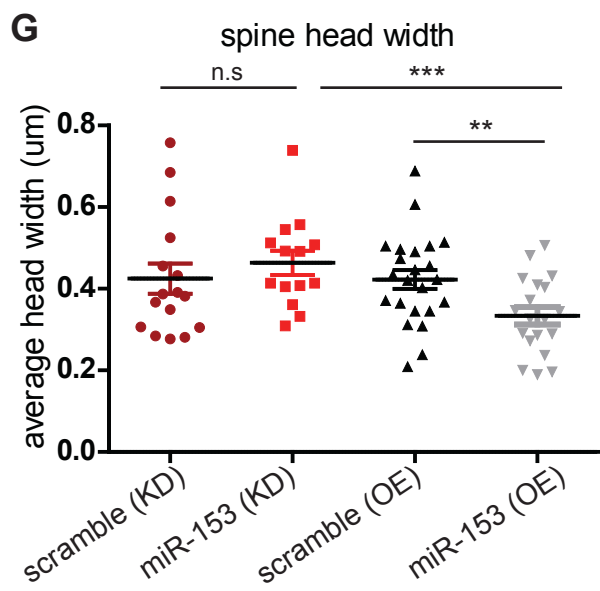 G
spine head width
n.s
***
**
average head width (um)
0.8
0.6
0.4
0.2
0.0
scramble (KD)
miR-153 (KD)
scramble (OE)
miR-153 (OE)